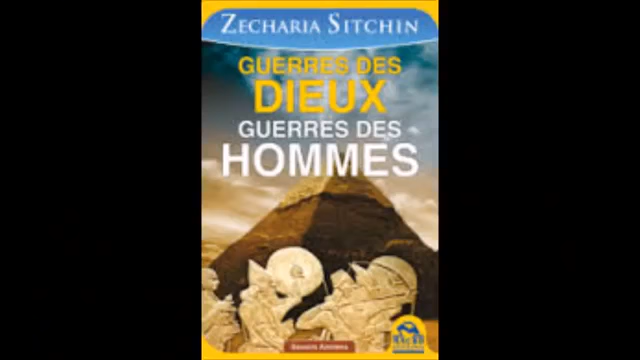 ZECHARIA SITCHIN
GUERRES DES
DIEUX
GUERRES DES
HOMMES